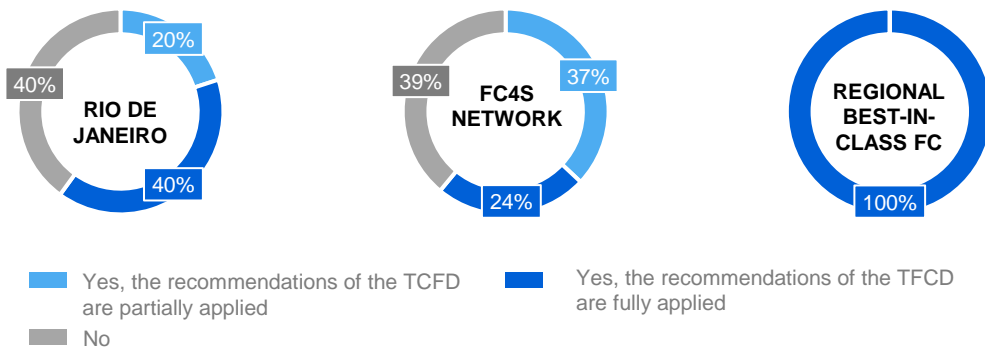 20%
40%
RIO DE
JANEIRO
40%
39%
37%
FC4S
NETWORK
24%
REGIONAL
BEST-IN-
CLASS FC
100%
Yes, the recommendations of the TCFD
are partially applied
Yes, the recommendations of the TFCD
are fully applied
No